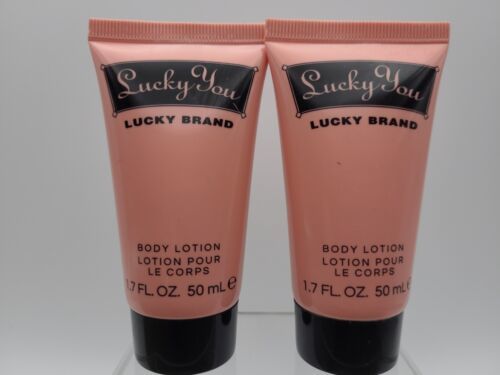 Lucky You
LUCKY BRAND
BODY LOTION
LOTION POUR
LE CORPS
1.7 FL. OZ. 50 mL e
Lucky You
LUCKY BRAND
BODY LOTION
LOTION POUR
LE CORPS
1.7 FL. OZ. 50 mL e